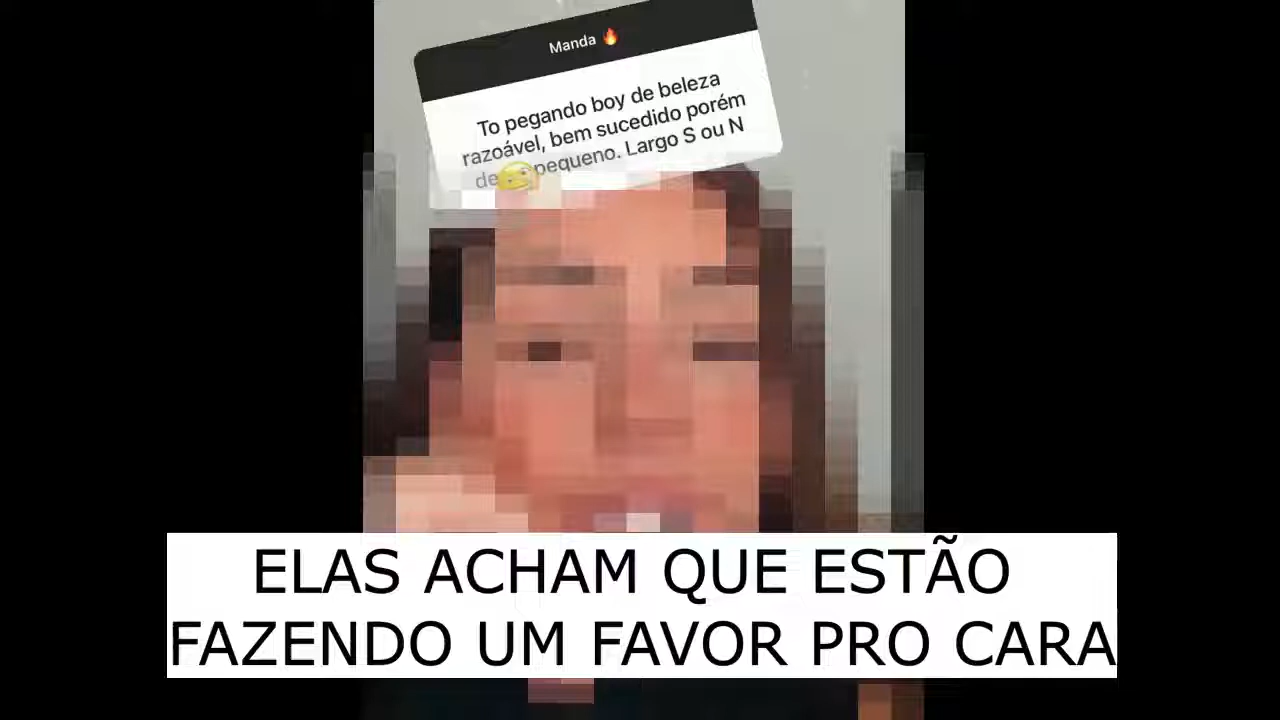 Manda 🔥
To pegando boy de beleza
razoável, bem sucedido porém
pequeno. Largo S ou N
ELAS ACHAM QUE ESTÃO
FAZENDO UM FAVOR PRO CARA